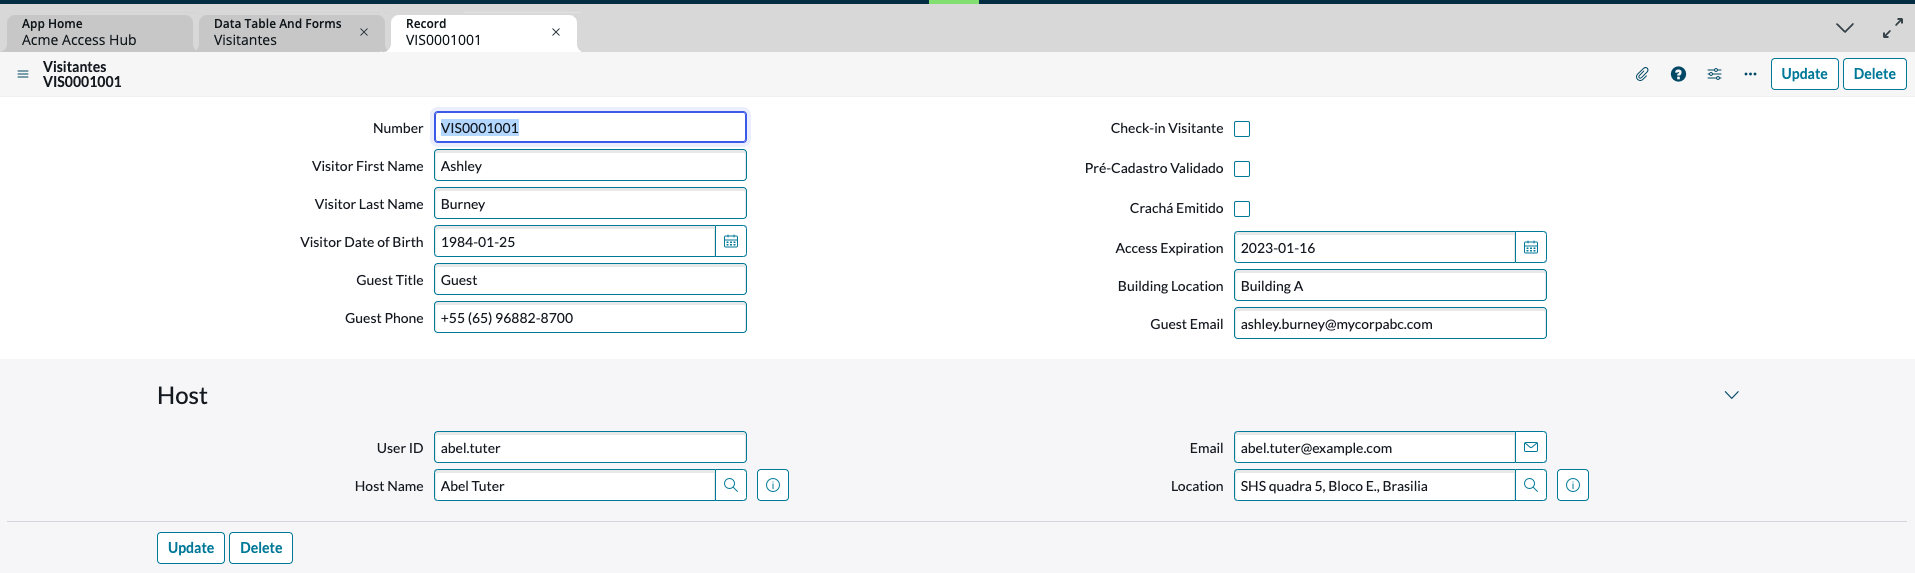 App Home
Acme Access Hub
Data Table And Forms
Visitantes
Record
VIS0001001
Visitantes
VIS0001001
Update
Delete
Number
VIS0001001
Visitor First Name
Ashley
Visitor Last Name
Burney
Visitor Date of Birth
1984-01-25
Guest Title
Guest
Guest Phone
+55 (65) 96882-8700
Check-in Visitante
Pré-Cadastro Validado
Crachá Emitido
Access Expiration
2023-01-16
Building Location
Building A
Guest Email
ashley.burney@mycorpabc.com
Host
User ID
abel.tuter
Host Name
Abel Tuter
Email
abel.tuter@example.com
Location
SHS quadra 5, Bloco E., Brasilia
Update
Delete